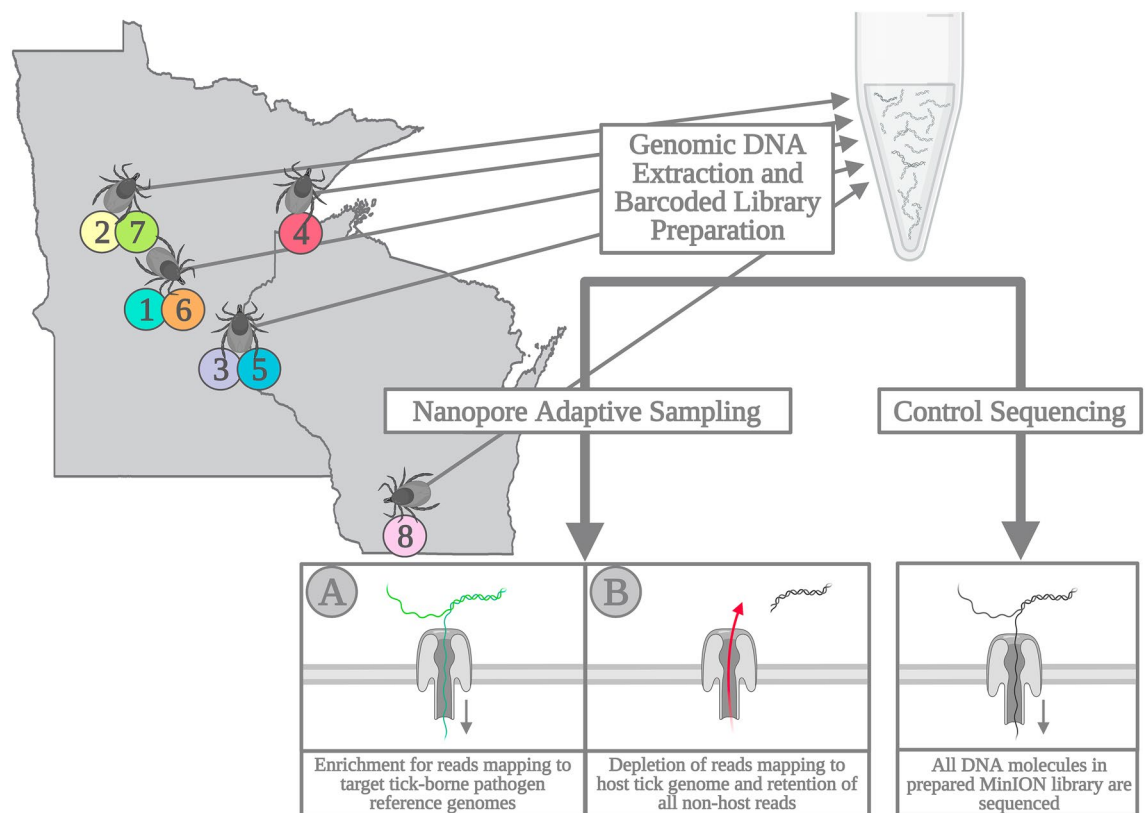 Genomic DNA
Extraction and
Barcoded Library
Preparation
2
7
4
1
6
3
5
8
Nanopore Adaptive Sampling
Control Sequencing
A
B
Enrichment for reads mapping to
target tick-borne pathogen
reference genomes
Depletion of reads mapping to
host tick genome and retention of
all non-host reads
All DNA molecules in
prepared MinION library are
sequenced